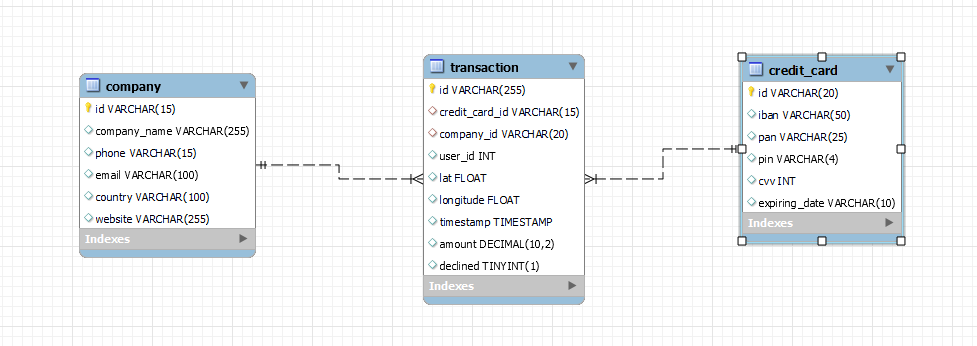 company
id VARCHAR(15)
company_name VARCHAR(255)
phone VARCHAR(15)
email VARCHAR(100)
country VARCHAR(100)
website VARCHAR(255)
Indexes
transaction
id VARCHAR(255)
credit_card_id VARCHAR(15)
company_id VARCHAR(20)
user_id INT
lat FLOAT
longitude FLOAT
timestamp TIMESTAMP
amount DECIMAL(10,2)
declined TINYINT(1)
Indexes
credit_card
id VARCHAR(20)
iban VARCHAR(50)
pan VARCHAR(25)
pin VARCHAR(4)
cvv INT
expiring_date VARCHAR(10)
Indexes